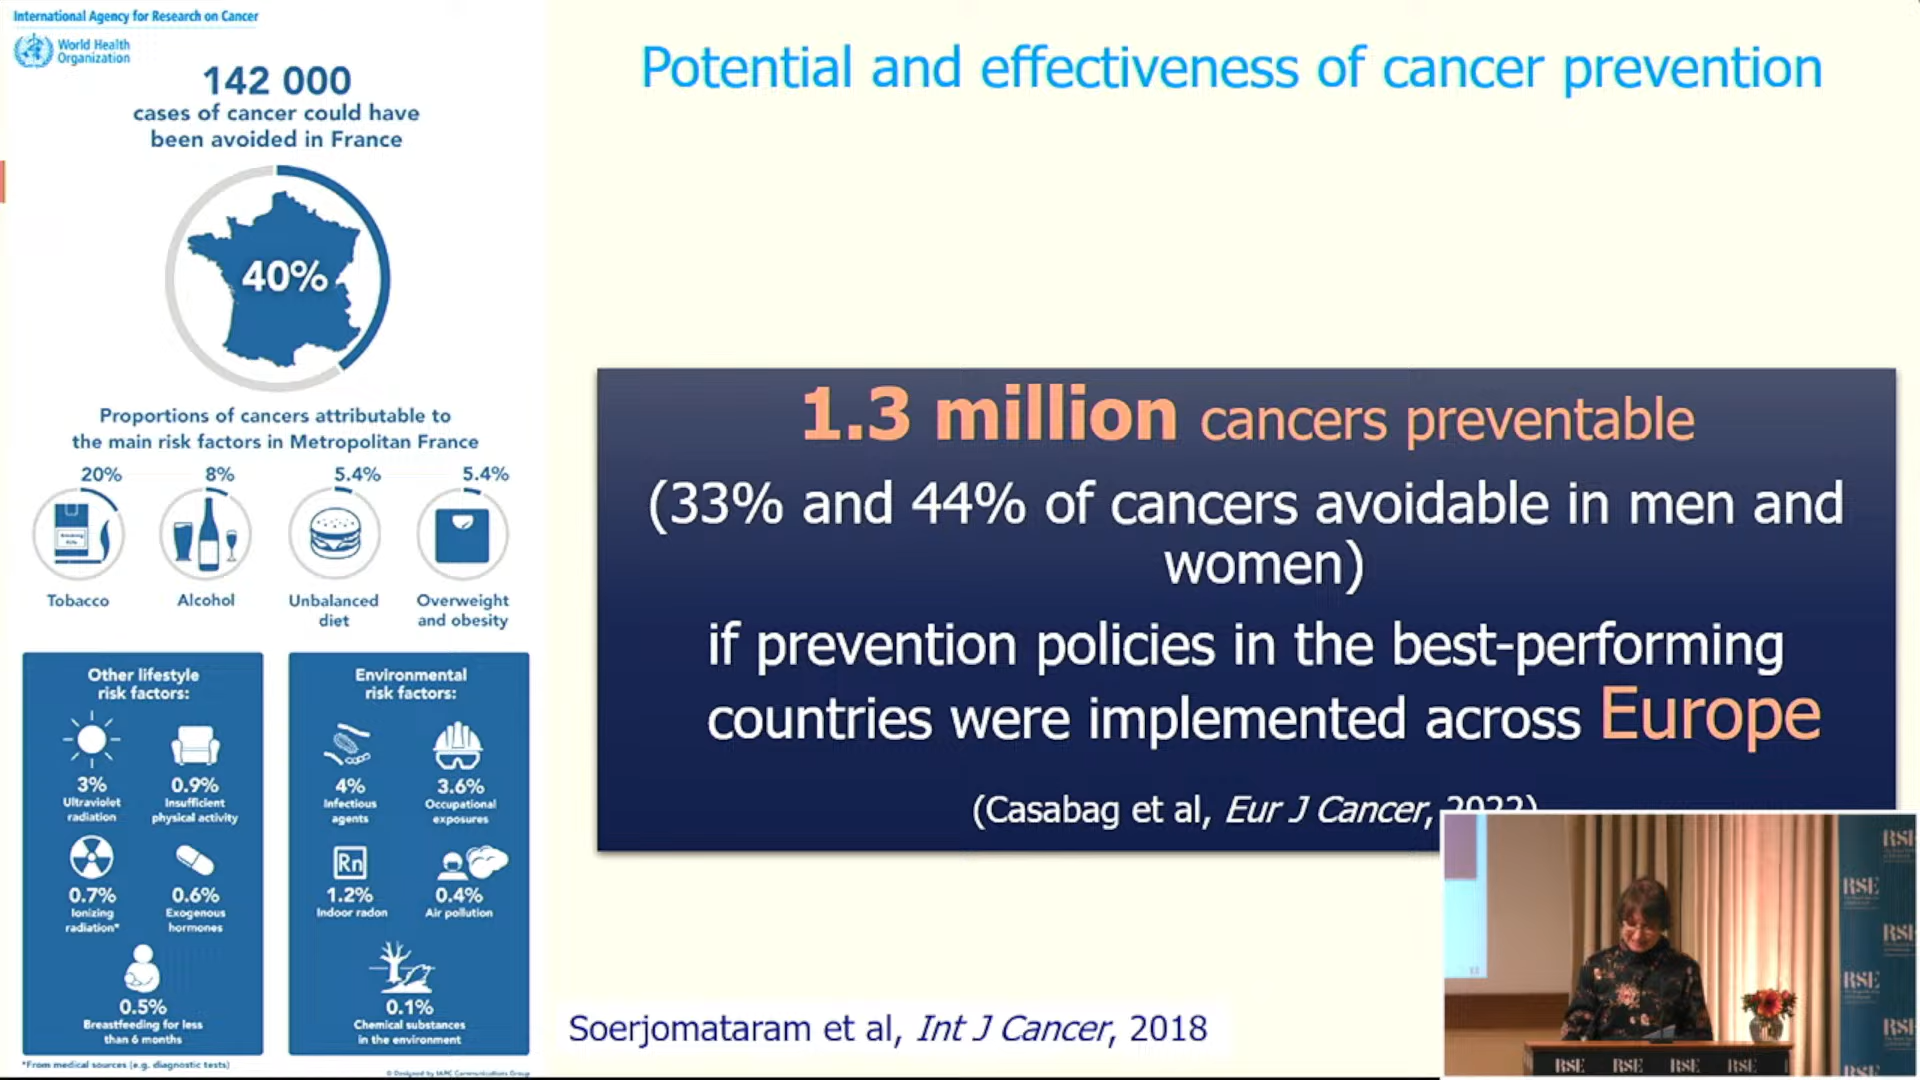 International Agency for Research on Cancer
World Health
Organization
142 000
cases of cancer could have
been avoided in France
40%
Proportions of cancers attributable to
the main risk factors in Metropolitan France
20% 8% 5.4% 5.4%
Tobacco Alcohol Unbalanced diet Overweight and obesity
Other lifestyle
risk factors:
3% 0.9%
Ultraviolet radiation Insufficient physical activity
0.7% 0.6%
Ionizing radiation* Exogenous hormones
0.5%
Breastfeeding for less
than 6 months
Environmental
risk factors:
4% 3.6%
Infectious agents Occupational exposures
Rn
1.2% 0.4%
Indoor radon Air pollution
0.1%
Chemical substances
in the environment
*From medical sources (e.g. diagnostic tests)
© Designed by IARC Communications Group
Potential and effectiveness of cancer prevention
1.3 million cancers preventable
(33% and 44% of cancers avoidable in men and
women)
if prevention policies in the best-performing
countries were implemented across Europe
(Casabag et al, Eur J Cancer, 2022)
Soerjomataram et al, Int J Cancer, 2018
RSE
RSE
RSE
RSE
RSE
RSE
RSE RSE RSE RSE